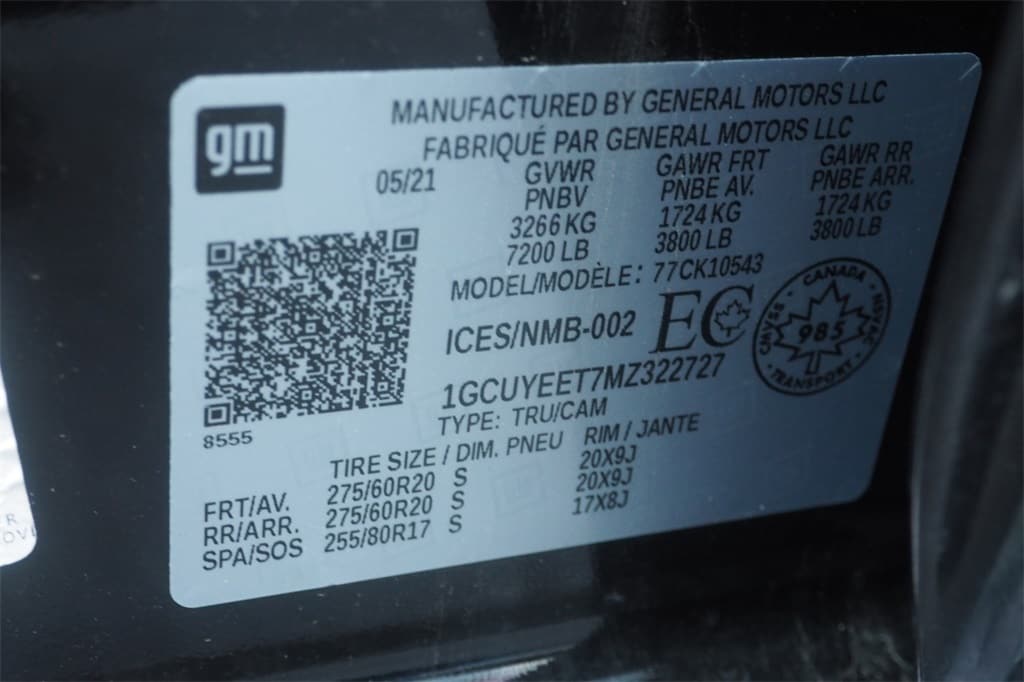 gm
MANUFACTURED BY GENERAL MOTORS LLC
FABRIQUÉ PAR GENERAL MOTORS LLC
05/21 GVWR GAWR FRT GAWR RR
PNBV PNBE AV. PNBE ARR.
3266 KG 1724 KG 1724 KG
7200 LB 3800 LB 3800 LB
MODEL/MODÈLE: 77CK10543
ICES/NMB-002 EC
CANADA
CMVSS 985 NSVAC
TRANSPORT
1GCUYEET7MZ322727
TYPE: TRU/CAM
8555
TIRE SIZE / DIM. PNEU RIM / JANTE
FRT/AV. 275/60R20 S 20X9J
RR/ARR. 275/60R20 S 20X9J
SPA/SOS 255/80R17 S 17X8J